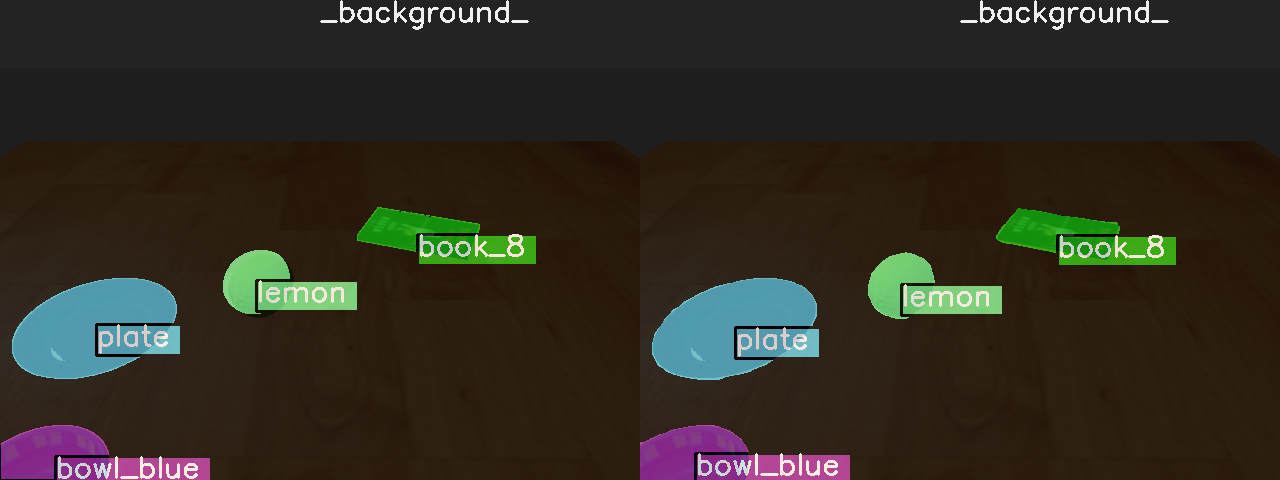 _background_
_background_
book_8
book_8
lemon
lemon
plate
plate
bowl_blue
bowl_blue